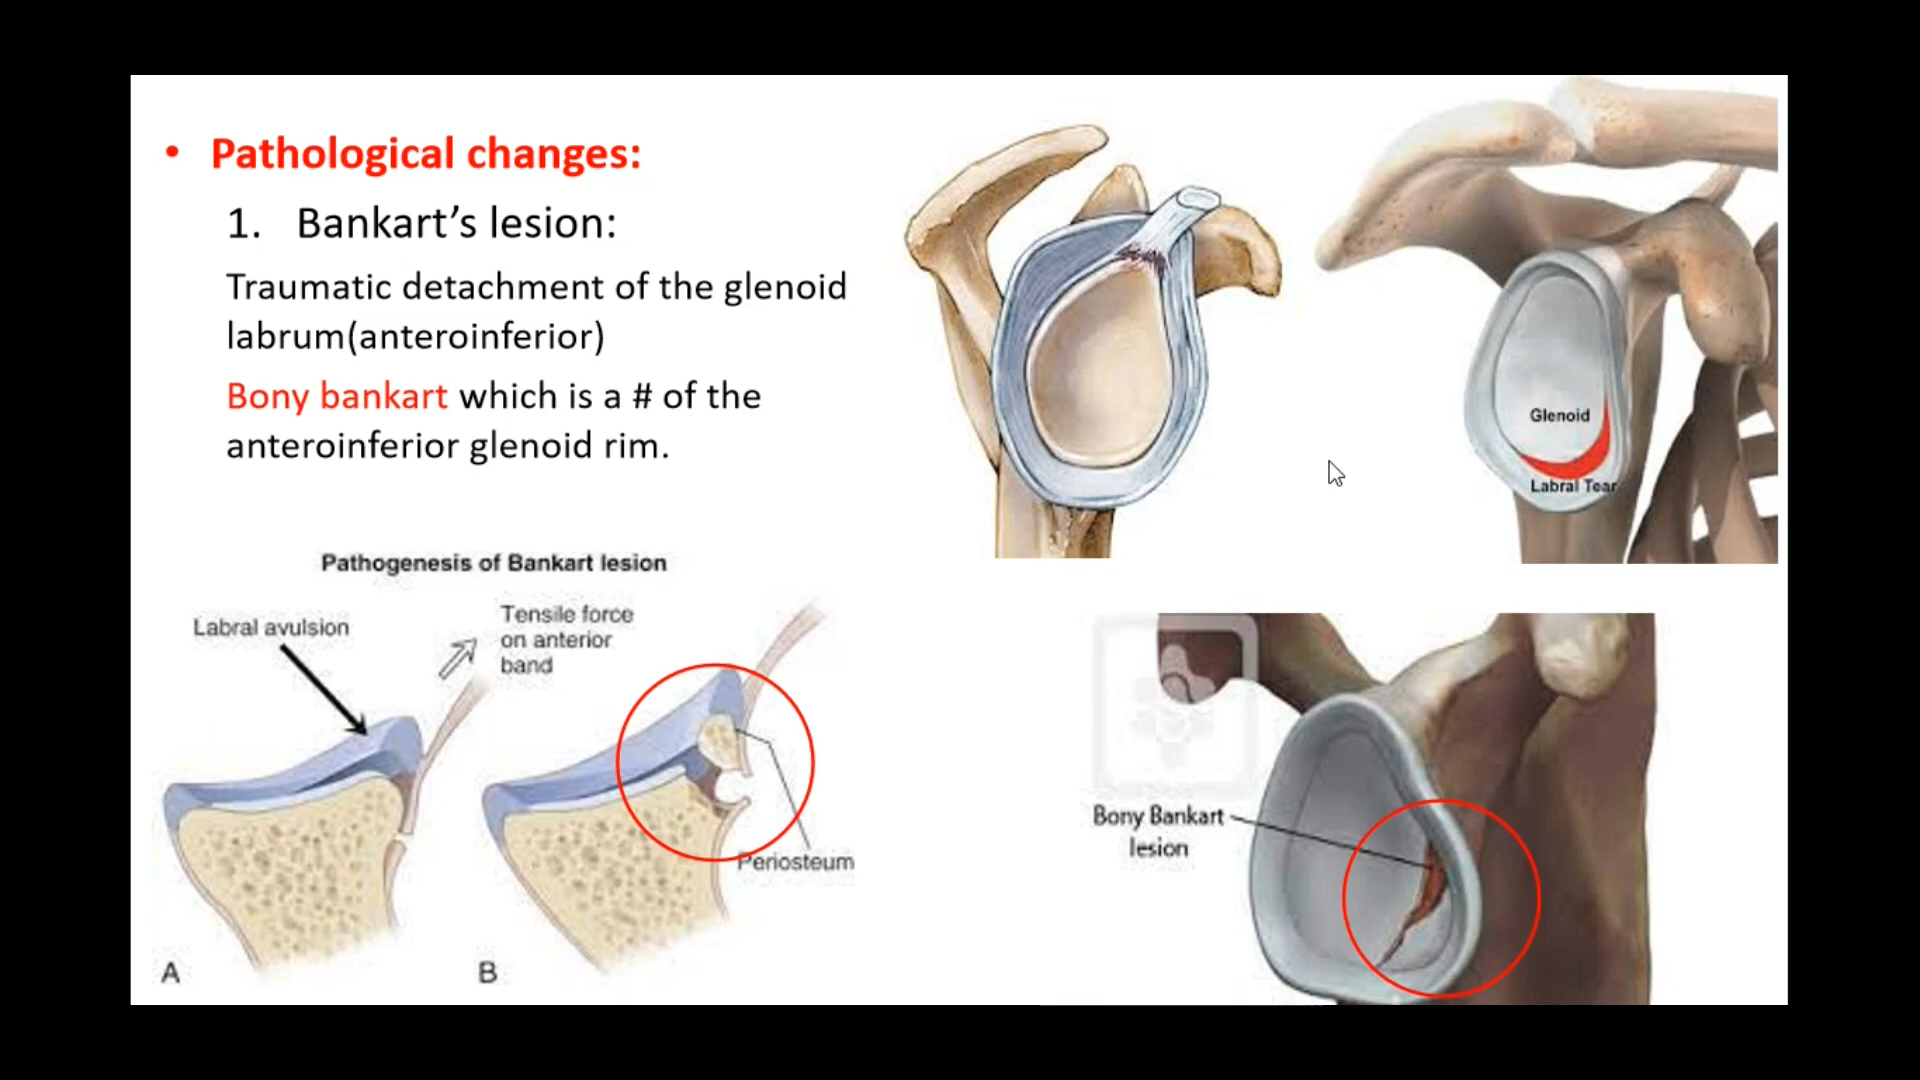 • Pathological changes:
1. Bankart’s lesion:
Traumatic detachment of the glenoid
labrum(anteroinferior)
Bony bankart which is a # of the
anteroinferior glenoid rim.
Glenoid
Labral Tear
Pathogenesis of Bankart lesion
Labral avulsion
Tensile force
on anterior
band
Periosteum
A
B
Bony Bankart
lesion